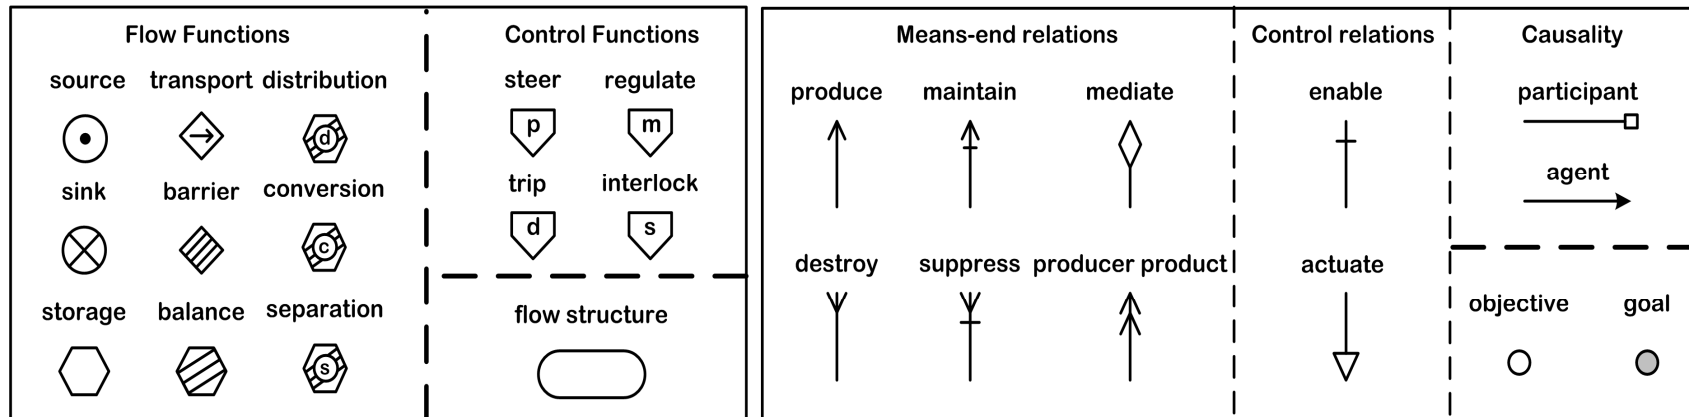 Flow Functions
source transport distribution
d
sink barrier conversion
c
storage balance separation
s
Control Functions
steer regulate
p m
trip interlock
d s
flow structure
Means-end relations
produce maintain mediate
destroy suppress producer product
Control relations
enable
actuate
Causality
participant
agent
objective goal